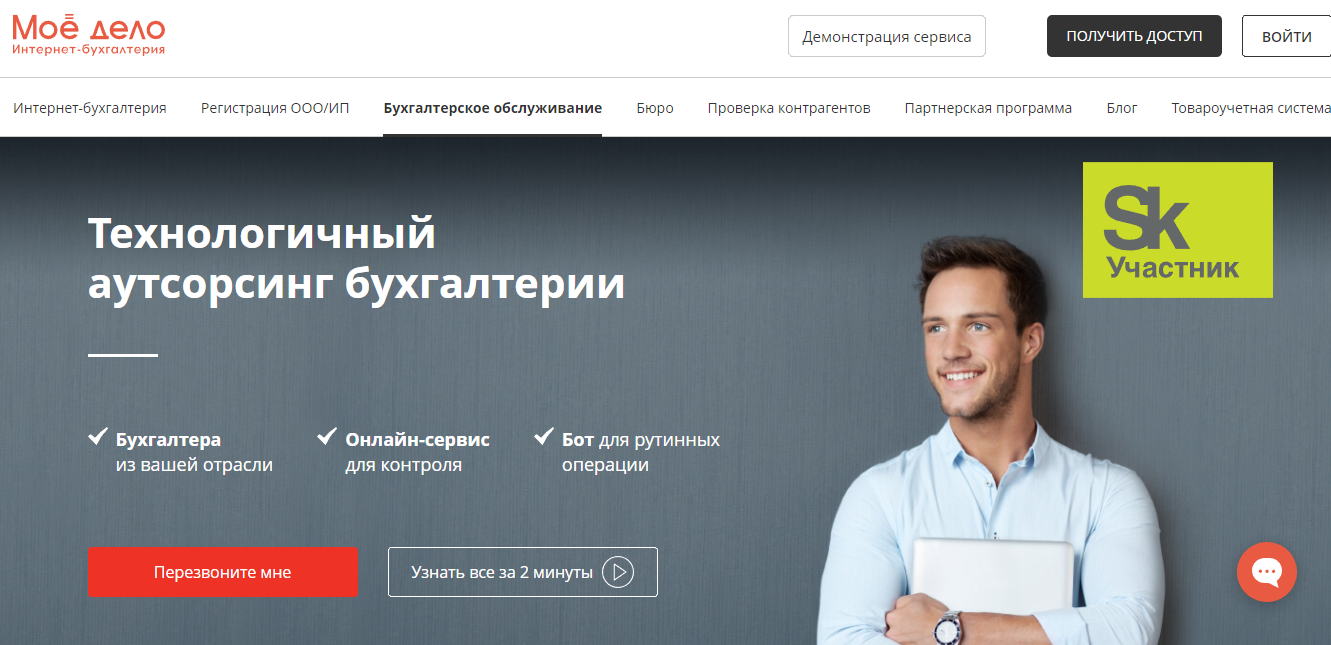 Моё дело
Интернет-бухгалтерия
Демонстрация сервиса
ПОЛУЧИТЬ ДОСТУП
ВОЙТИ
Интернет-бухгалтерия
Регистрация ООО/ИП
Бухгалтерское обслуживание
Бюро
Проверка контрагентов
Партнерская программа
Блог
Товароучетная система
Sk
Участник
Технологичный
аутсорсинг бухгалтерии
Бухгалтера
из вашей отрасли
Онлайн-сервис
для контроля
Бот для рутинных
операции
Перезвоните мне
Узнать все за 2 минуты